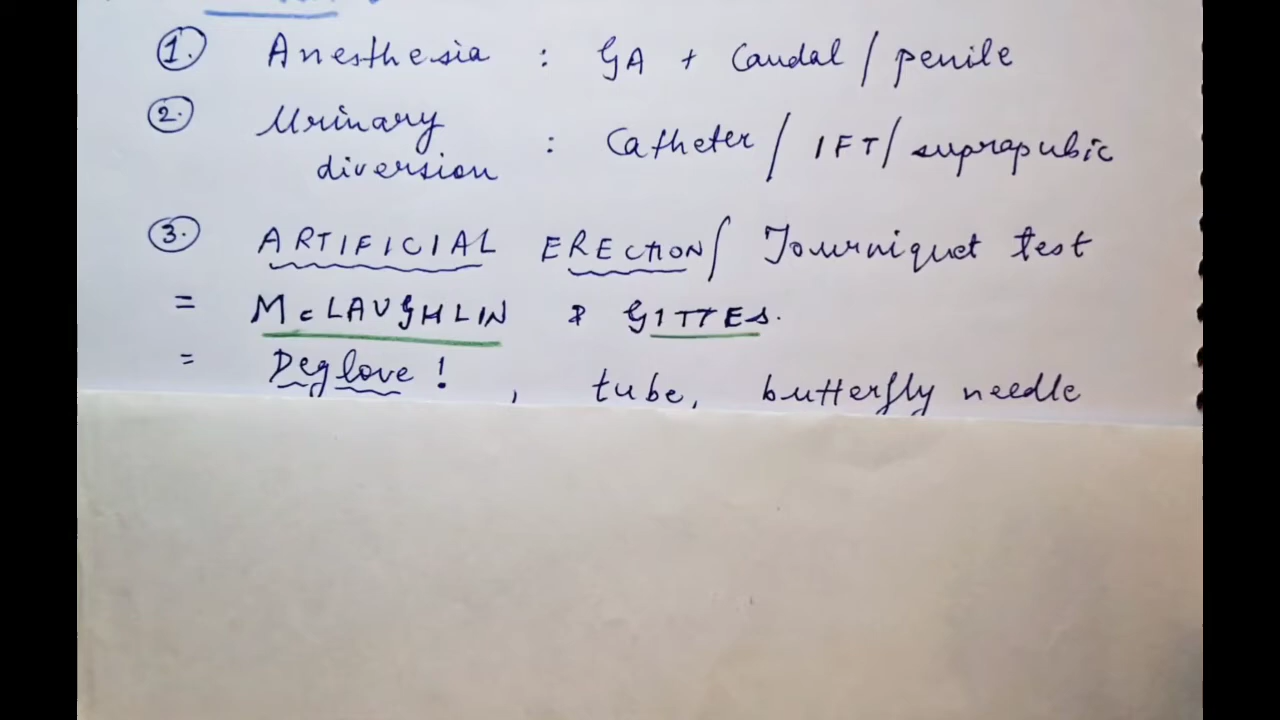 1. Anesthesia : GA + Caudal / penile
2. Urinary diversion : Catheter / IFT / suprapubic
3. ARTIFICIAL ERECTION / Tourniquet test
= McLAUGHLIN & GITTES.
= Deglove! , tube, butterfly needle